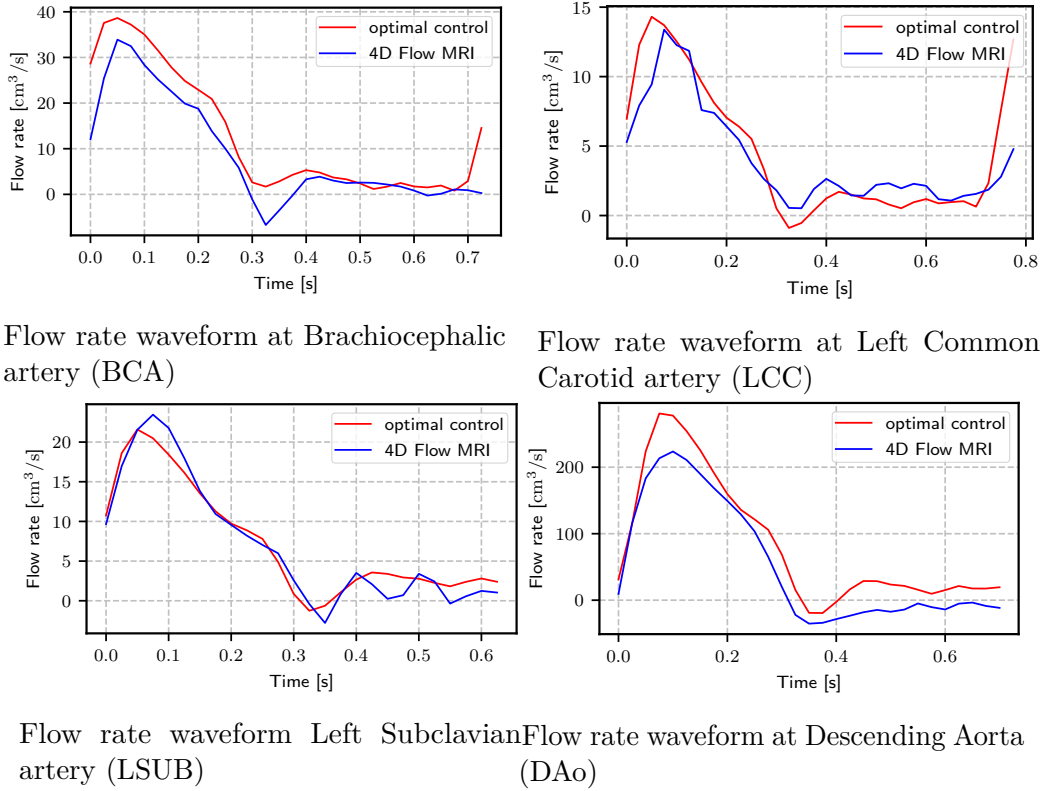 optimal control
4D Flow MRI
40
30
20
10
0
Flow rate [cm³/s]
0.0 0.1 0.2 0.3 0.4 0.5 0.6 0.7
Time [s]
Flow rate waveform at Brachiocephalic
artery (BCA)
optimal control
4D Flow MRI
15
10
5
0
Flow rate [cm³/s]
0.0 0.2 0.4 0.6 0.8
Time [s]
Flow rate waveform at Left Common
Carotid artery (LCC)
optimal control
4D Flow MRI
20
15
10
5
0
Flow rate [cm³/s]
0.0 0.1 0.2 0.3 0.4 0.5 0.6
Time [s]
Flow rate waveform Left Subclavian
artery (LSUB)
optimal control
4D Flow MRI
200
100
0
Flow rate [cm³/s]
0.0 0.2 0.4 0.6
Time [s]
Flow rate waveform at Descending Aorta
(DAo)